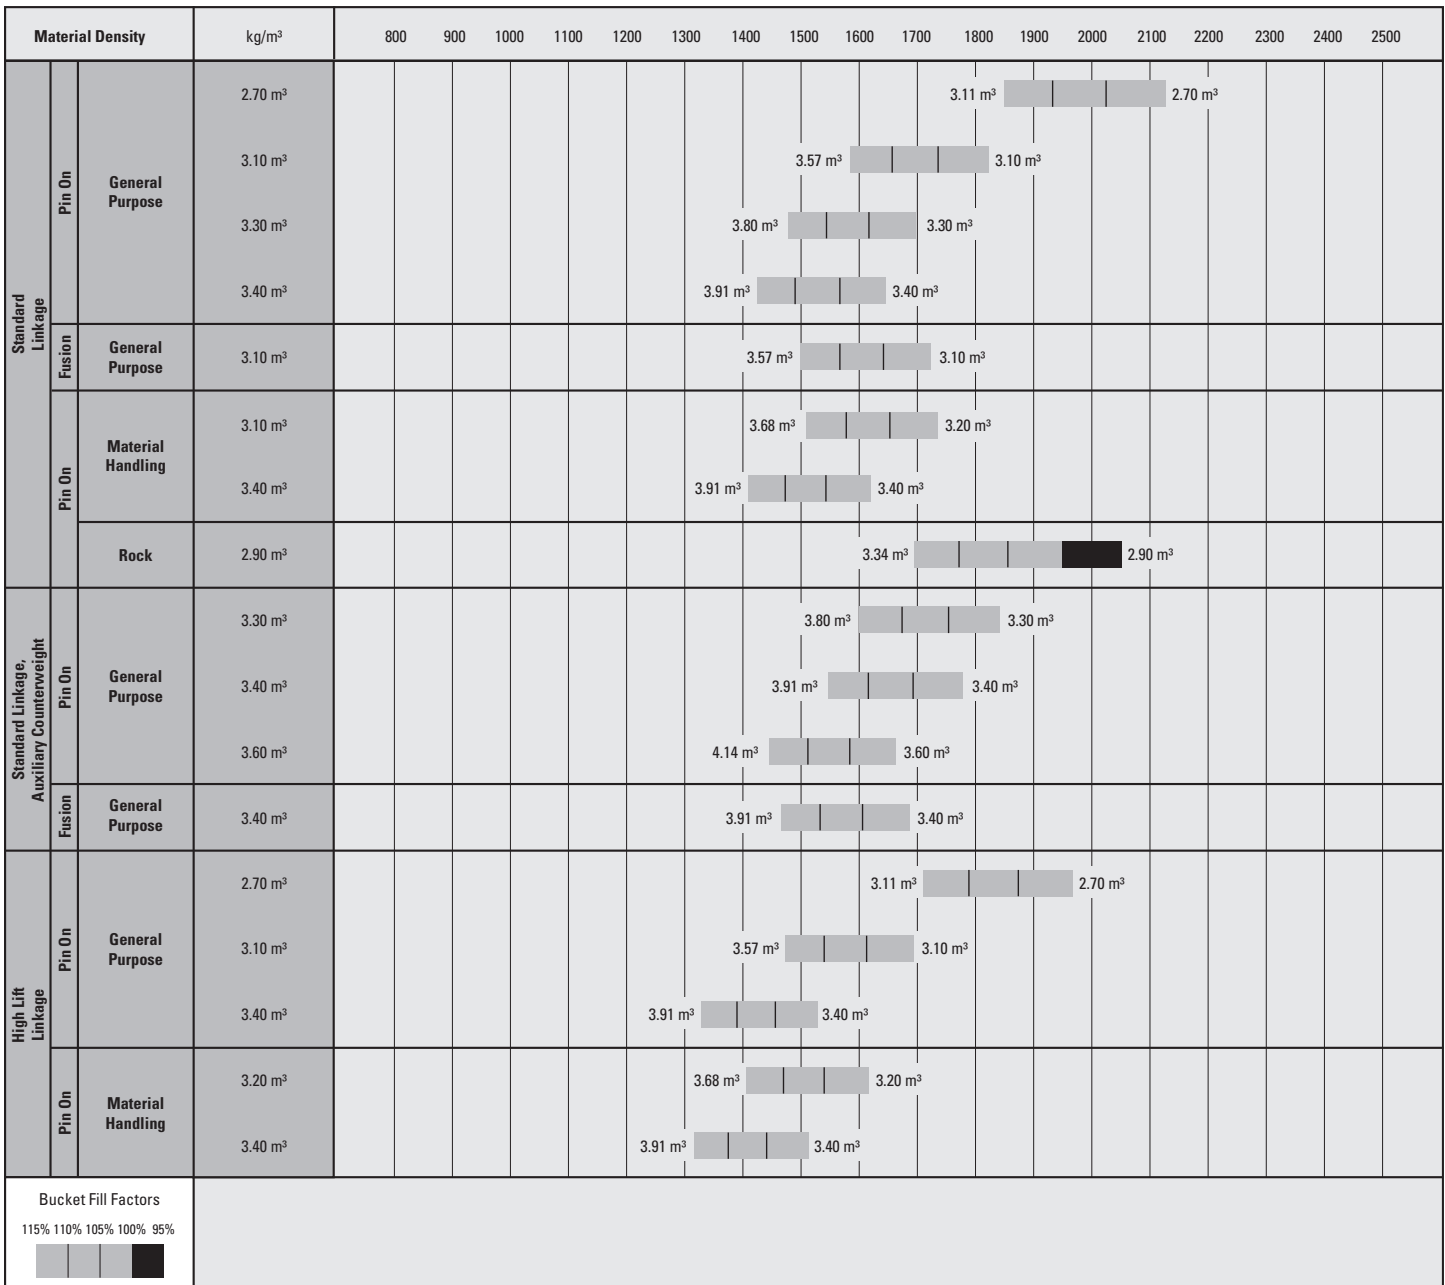 Material Density kg/m³ 800 900 1000 1100 1200 1300 1400 1500 1600 1700 1800 1900 2000 2100 2200 2300 2400 2500
Standard
Linkage
Pin On
General
Purpose
2.70 m³ 3.11 m³ 2.70 m³
3.10 m³ 3.57 m³ 3.10 m³
3.30 m³ 3.80 m³ 3.30 m³
3.40 m³ 3.91 m³ 3.40 m³
Fusion
General
Purpose
3.10 m³ 3.57 m³ 3.10 m³
Pin On
Material
Handling
3.10 m³ 3.68 m³ 3.20 m³
3.40 m³ 3.91 m³ 3.40 m³
Rock 2.90 m³ 3.34 m³ 2.90 m³
Standard Linkage,
Auxiliary Counterweight
Pin On
General
Purpose
3.30 m³ 3.80 m³ 3.30 m³
3.40 m³ 3.91 m³ 3.40 m³
3.60 m³ 4.14 m³ 3.60 m³
Fusion
General
Purpose
3.40 m³ 3.91 m³ 3.40 m³
High Lift
Linkage
Pin On
General
Purpose
2.70 m³ 3.11 m³ 2.70 m³
3.10 m³ 3.57 m³ 3.10 m³
3.40 m³ 3.91 m³ 3.40 m³
Pin On
Material
Handling
3.20 m³ 3.68 m³ 3.20 m³
3.40 m³ 3.91 m³ 3.40 m³
Bucket Fill Factors
115% 110% 105% 100% 95%